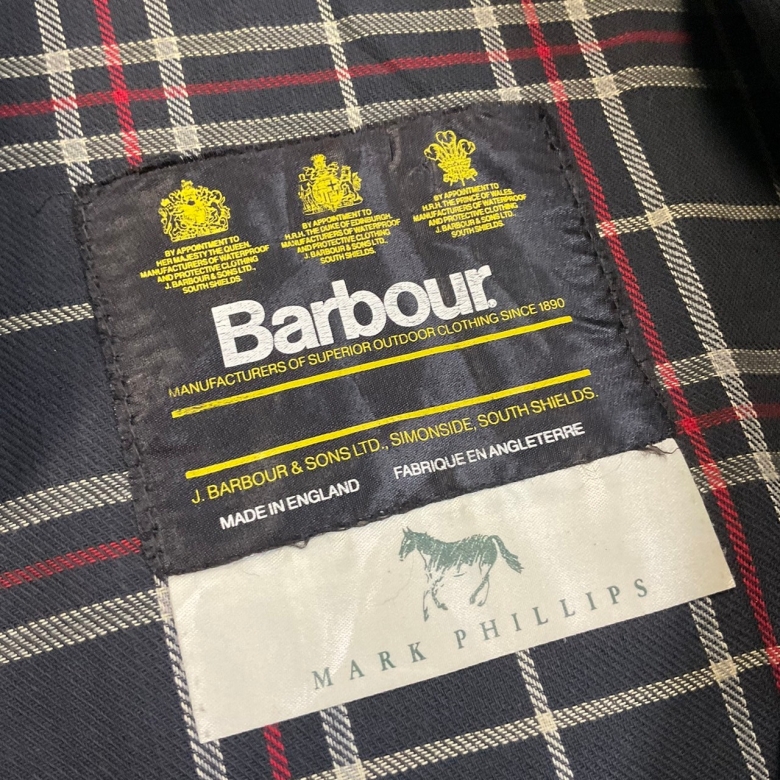 BY APPOINTMENT TO
HER MAJESTY THE QUEEN.
MANUFACTURERS OF WATERPROOF
AND PROTECTIVE CLOTHING
J. BARBOUR & SONS LTD.,
SOUTH SHIELDS.
BY APPOINTMENT TO
H.R.H. THE DUKE OF EDINBURGH.
MANUFACTURERS OF WATERPROOF
AND PROTECTIVE CLOTHING
J. BARBOUR & SONS LTD.,
SOUTH SHIELDS.
BY APPOINTMENT TO
H.R.H. THE PRINCE OF WALES.
MANUFACTURERS OF WATERPROOF
AND PROTECTIVE CLOTHING
J. BARBOUR & SONS LTD.,
SOUTH SHIELDS.
Barbour.
MANUFACTURERS OF SUPERIOR OUTDOOR CLOTHING SINCE 1890
J. BARBOUR & SONS LTD., SIMONSIDE, SOUTH SHIELDS.
MADE IN ENGLAND FABRIQUE EN ANGLETERRE
MARK PHILLIPS